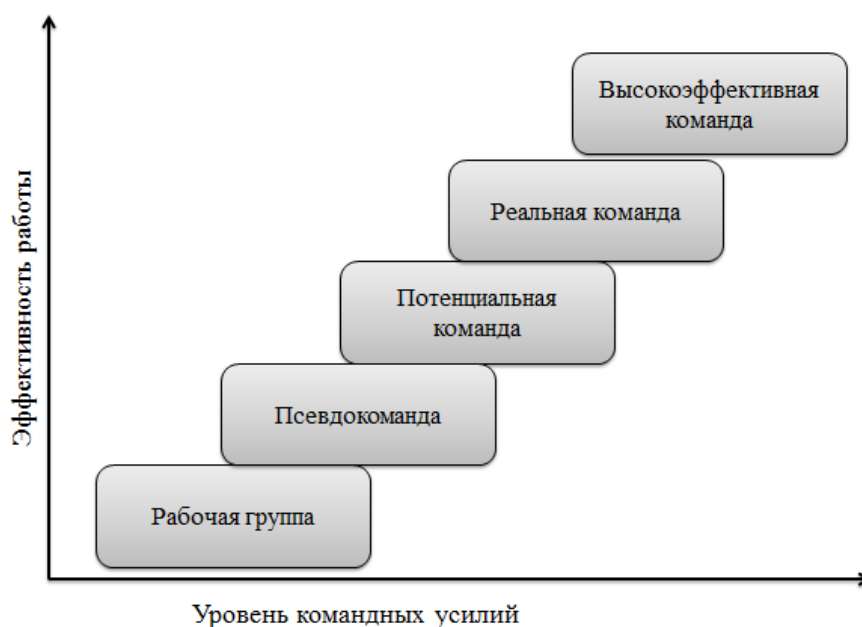 Высокоэффективная
команда
Реальная команда
Потенциальная
команда
Псевдокоманда
Рабочая группа
Эффективность работы
Уровень командных усилий